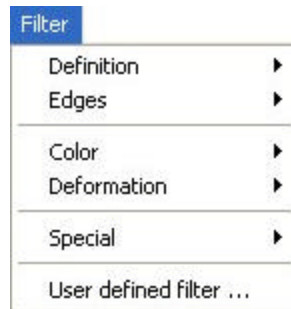 Filter
Definition
Edges
Color
Deformation
Special
User defined filter ...